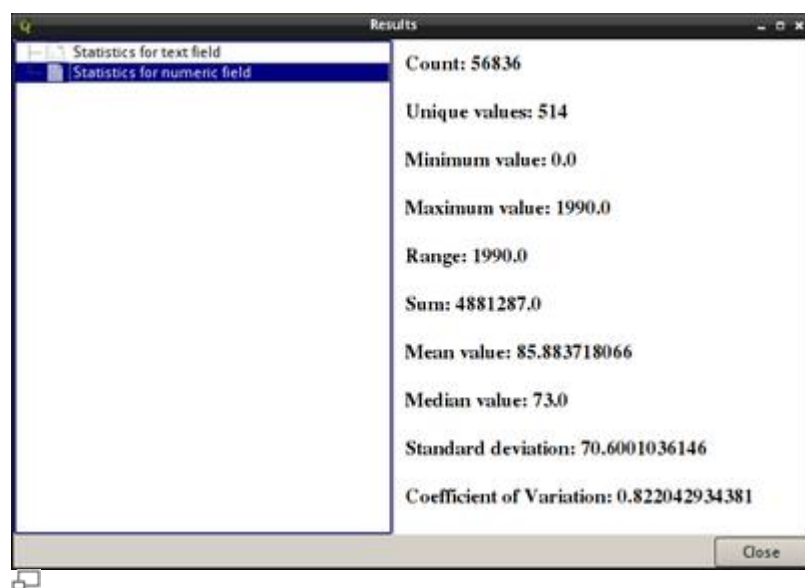 Results
Statistics for text field
Statistics for numeric field
Count: 56836
Unique values: 514
Minimum value: 0.0
Maximum value: 1990.0
Range: 1990.0
Sum: 4881287.0
Mean value: 85.883718066
Median value: 73.0
Standard deviation: 70.6001036146
Coefficient of Variation: 0.822042934381
Close